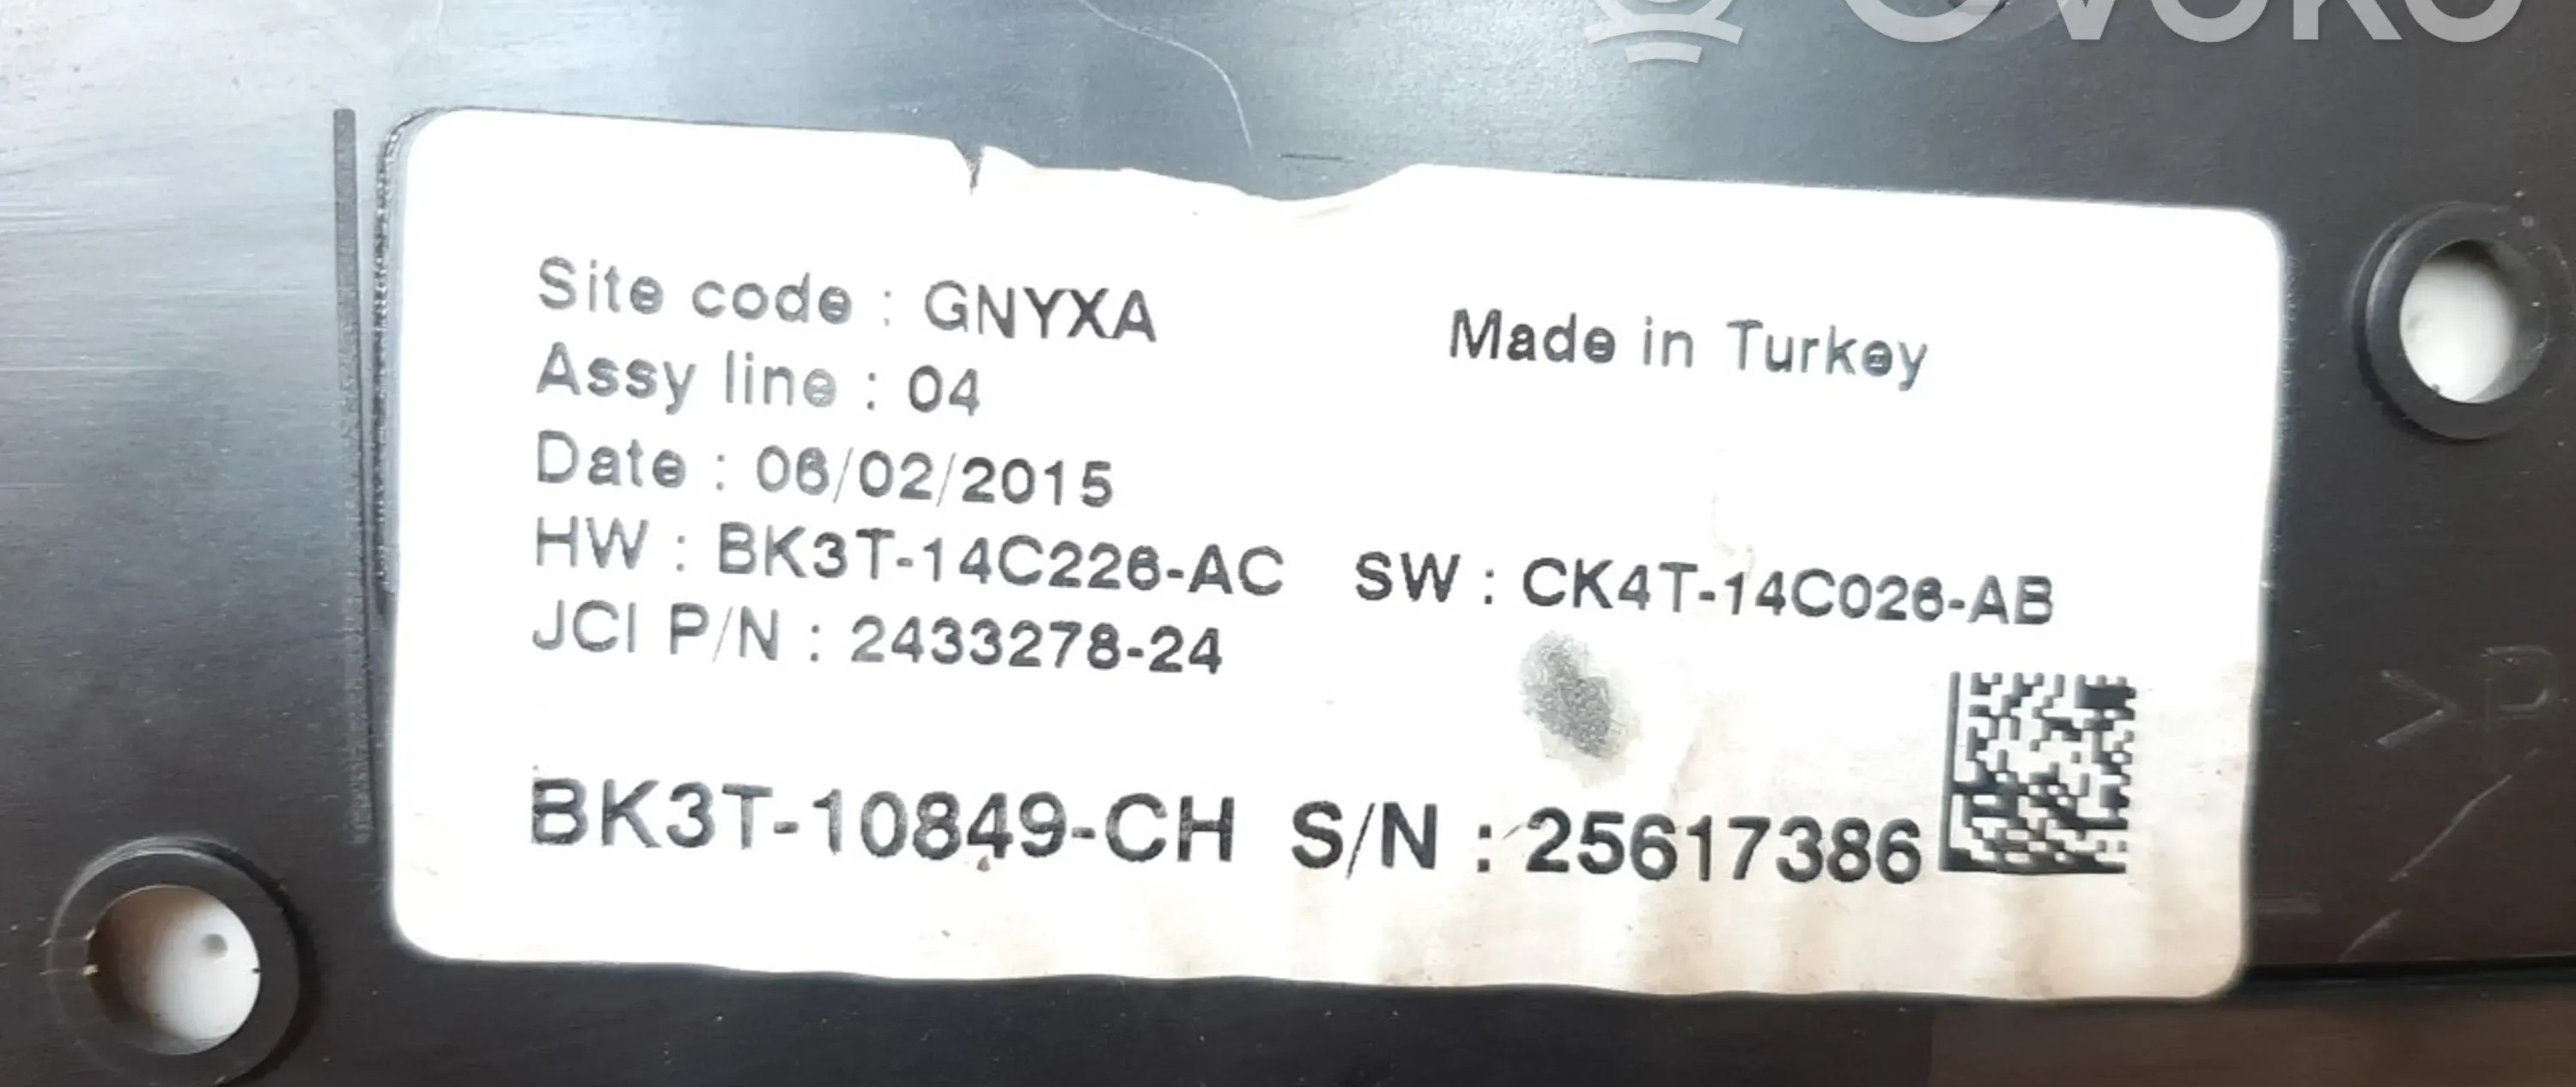 OVOKO
Site code : GNYXA
Made in Turkey
Assy line : 04
Date : 06/02/2015
HW : BK3T-14C226-AC SW : CK4T-14C026-AB
JCI P/N : 2433278-24
BK3T-10849-CH S/N : 25617386
>P